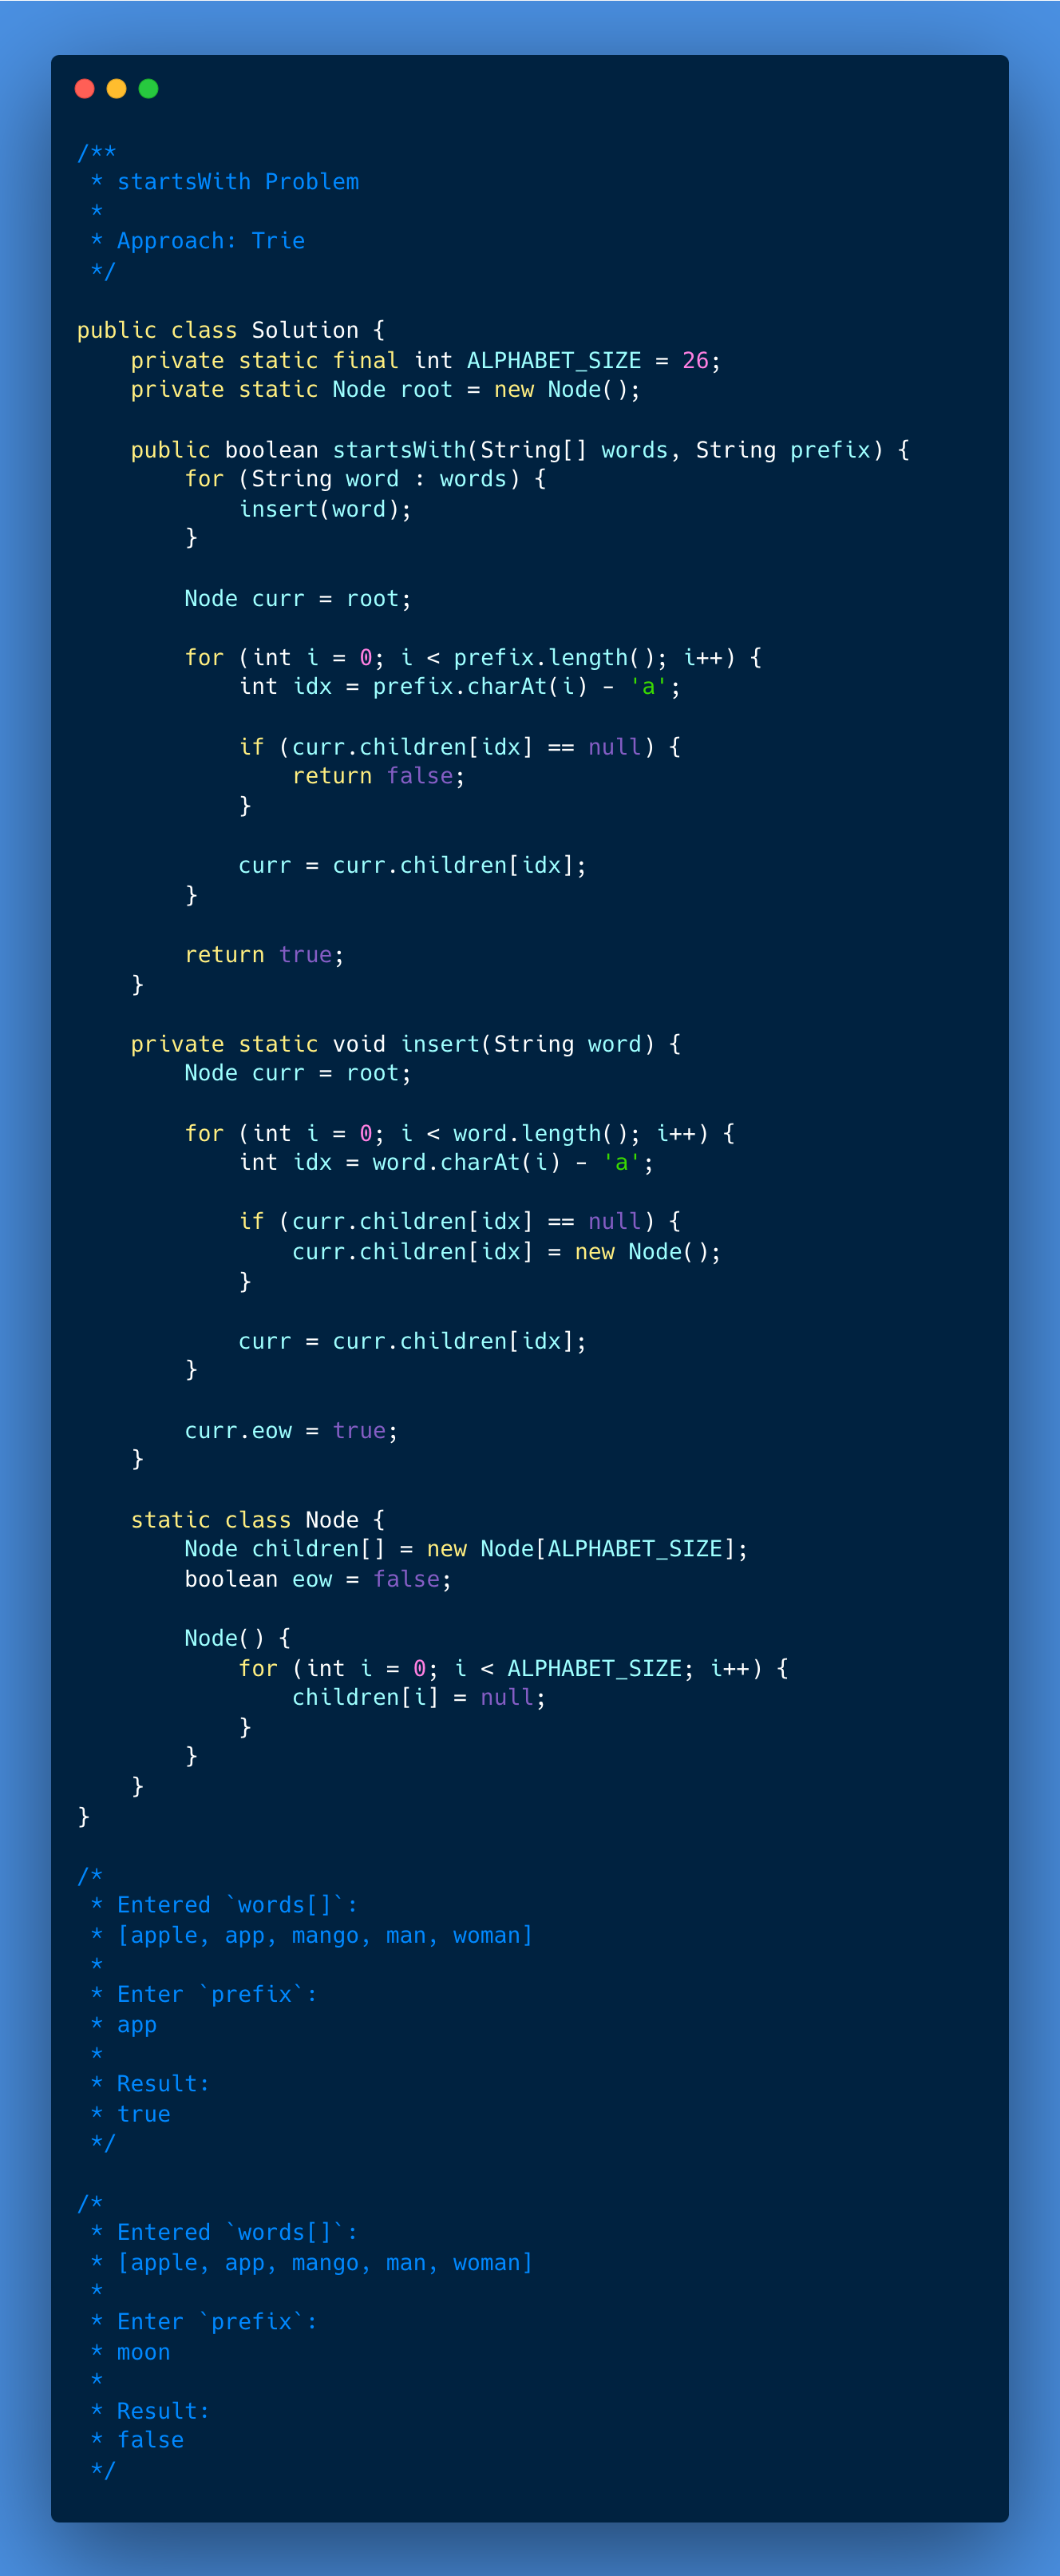 /**
 * startsWith Problem
 *
 * Approach: Trie
 */

public class Solution {
    private static final int ALPHABET_SIZE = 26;
    private static Node root = new Node();

    public boolean startsWith(String[] words, String prefix) {
        for (String word : words) {
            insert(word);
        }

        Node curr = root;

        for (int i = 0; i < prefix.length(); i++) {
            int idx = prefix.charAt(i) - 'a';

            if (curr.children[idx] == null) {
                return false;
            }

            curr = curr.children[idx];
        }

        return true;
    }

    private static void insert(String word) {
        Node curr = root;

        for (int i = 0; i < word.length(); i++) {
            int idx = word.charAt(i) - 'a';

            if (curr.children[idx] == null) {
                curr.children[idx] = new Node();
            }

            curr = curr.children[idx];
        }

        curr.eow = true;
    }

    static class Node {
        Node children[] = new Node[ALPHABET_SIZE];
        boolean eow = false;

        Node() {
            for (int i = 0; i < ALPHABET_SIZE; i++) {
                children[i] = null;
            }
        }
    }
}

/*
 * Entered `words[]`:
 * [apple, app, mango, man, woman]
 *
 * Enter `prefix`:
 * app
 *
 * Result:
 * true
 */

/*
 * Entered `words[]`:
 * [apple, app, mango, man, woman]
 *
 * Enter `prefix`:
 * moon
 *
 * Result:
 * false
 */